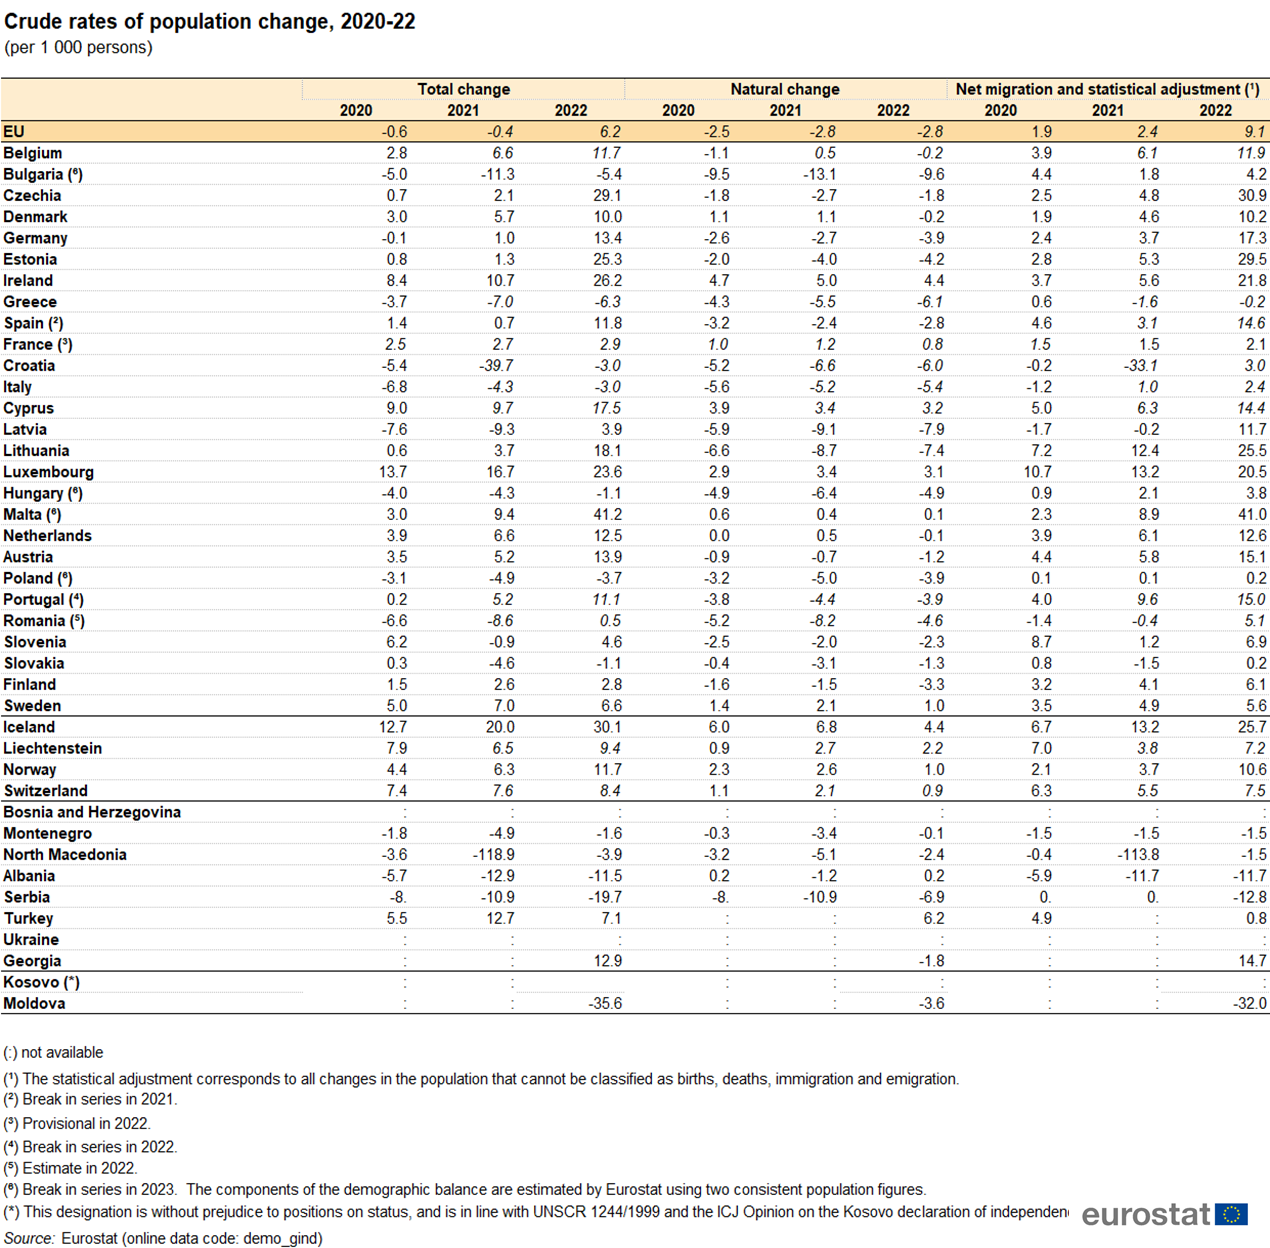 Crude rates of population change, 2020-22
(per 1 000 persons)
Total change Natural change Net migration and statistical adjustment (¹)
2020 2021 2022 2020 2021 2022 2020 2021 2022
EU -0.6 -0.4 6.2 -2.5 -2.8 -2.8 1.9 2.4 9.1
Belgium 2.8 6.6 11.7 -1.1 0.5 -0.2 3.9 6.1 11.9
Bulgaria (⁶) -5.0 -11.3 -5.4 -9.5 -13.1 -9.6 4.4 1.8 4.2
Czechia 0.7 2.1 29.1 -1.8 -2.7 -1.8 2.5 4.8 30.9
Denmark 3.0 5.7 10.0 1.1 1.1 -0.2 1.9 4.6 10.2
Germany -0.1 1.0 13.4 -2.6 -2.7 -3.9 2.4 3.7 17.3
Estonia 0.8 1.3 25.3 -2.0 -4.0 -4.2 2.8 5.3 29.5
Ireland 8.4 10.7 26.2 4.7 5.0 4.4 3.7 5.6 21.8
Greece -3.7 -7.0 -6.3 -4.3 -5.5 -6.1 0.6 -1.6 -0.2
Spain (²) 1.4 0.7 11.8 -3.2 -2.4 -2.8 4.6 3.1 14.6
France (³) 2.5 2.7 2.9 1.0 1.2 0.8 1.5 1.5 2.1
Croatia -5.4 -39.7 -3.0 -5.2 -6.6 -6.0 -0.2 -33.1 3.0
Italy -6.8 -4.3 -3.0 -5.6 -5.2 -5.4 -1.2 1.0 2.4
Cyprus 9.0 9.7 17.5 3.9 3.4 3.2 5.0 6.3 14.4
Latvia -7.6 -9.3 3.9 -5.9 -9.1 -7.9 -1.7 -0.2 11.7
Lithuania 0.6 3.7 18.1 -6.6 -8.7 -7.4 7.2 12.4 25.5
Luxembourg 13.7 16.7 23.6 2.9 3.4 3.1 10.7 13.2 20.5
Hungary (⁶) -4.0 -4.3 -1.1 -4.9 -6.4 -4.9 0.9 2.1 3.8
Malta (⁶) 3.0 9.4 41.2 0.6 0.4 0.1 2.3 8.9 41.0
Netherlands 3.9 6.6 12.5 0.0 0.5 -0.1 3.9 6.1 12.6
Austria 3.5 5.2 13.9 -0.9 -0.7 -1.2 4.4 5.8 15.1
Poland (⁶) -3.1 -4.9 -3.7 -3.2 -5.0 -3.9 0.1 0.1 0.2
Portugal (⁴) 0.2 5.2 11.1 -3.8 -4.4 -3.9 4.0 9.6 15.0
Romania (⁵) -6.6 -8.6 0.5 -5.2 -8.2 -4.6 -1.4 -0.4 5.1
Slovenia 6.2 -0.9 4.6 -2.5 -2.0 -2.3 8.7 1.2 6.9
Slovakia 0.3 -4.6 -1.1 -0.4 -3.1 -1.3 0.8 -1.5 0.2
Finland 1.5 2.6 2.8 -1.6 -1.5 -3.3 3.2 4.1 6.1
Sweden 5.0 7.0 6.6 1.4 2.1 1.0 3.5 4.9 5.6
Iceland 12.7 20.0 30.1 6.0 6.8 4.4 6.7 13.2 25.7
Liechtenstein 7.9 6.5 9.4 0.9 2.7 2.2 7.0 3.8 7.2
Norway 4.4 6.3 11.7 2.3 2.6 1.0 2.1 3.7 10.6
Switzerland 7.4 7.6 8.4 1.1 2.1 0.9 6.3 5.5 7.5
Bosnia and Herzegovina : : : : : : : : :
Montenegro -1.8 -4.9 -1.6 -0.3 -3.4 -0.1 -1.5 -1.5 -1.5
North Macedonia -3.6 -118.9 -3.9 -3.2 -5.1 -2.4 -0.4 -113.8 -1.5
Albania -5.7 -12.9 -11.5 0.2 -1.2 0.2 -5.9 -11.7 -11.7
Serbia -8. -10.9 -19.7 -8. -10.9 -6.9 0. 0. -12.8
Turkey 5.5 12.7 7.1 : : 6.2 4.9 : 0.8
Ukraine : : : : : : : : :
Georgia : : 12.9 : : -1.8 : : 14.7
Kosovo (*) : : : : : : : : :
Moldova : : -35.6 : : -3.6 : : -32.0
(:) not available
(¹) The statistical adjustment corresponds to all changes in the population that cannot be classified as births, deaths, immigration and emigration.
(²) Break in series in 2021.
(³) Provisional in 2022.
(⁴) Break in series in 2022.
(⁵) Estimate in 2022.
(⁶) Break in series in 2023. The components of the demographic balance are estimated by Eurostat using two consistent population figures.
(*) This designation is without prejudice to positions on status, and is in line with UNSCR 1244/1999 and the ICJ Opinion on the Kosovo declaration of independen
eurostat
Source: Eurostat (online data code: demo_gind)